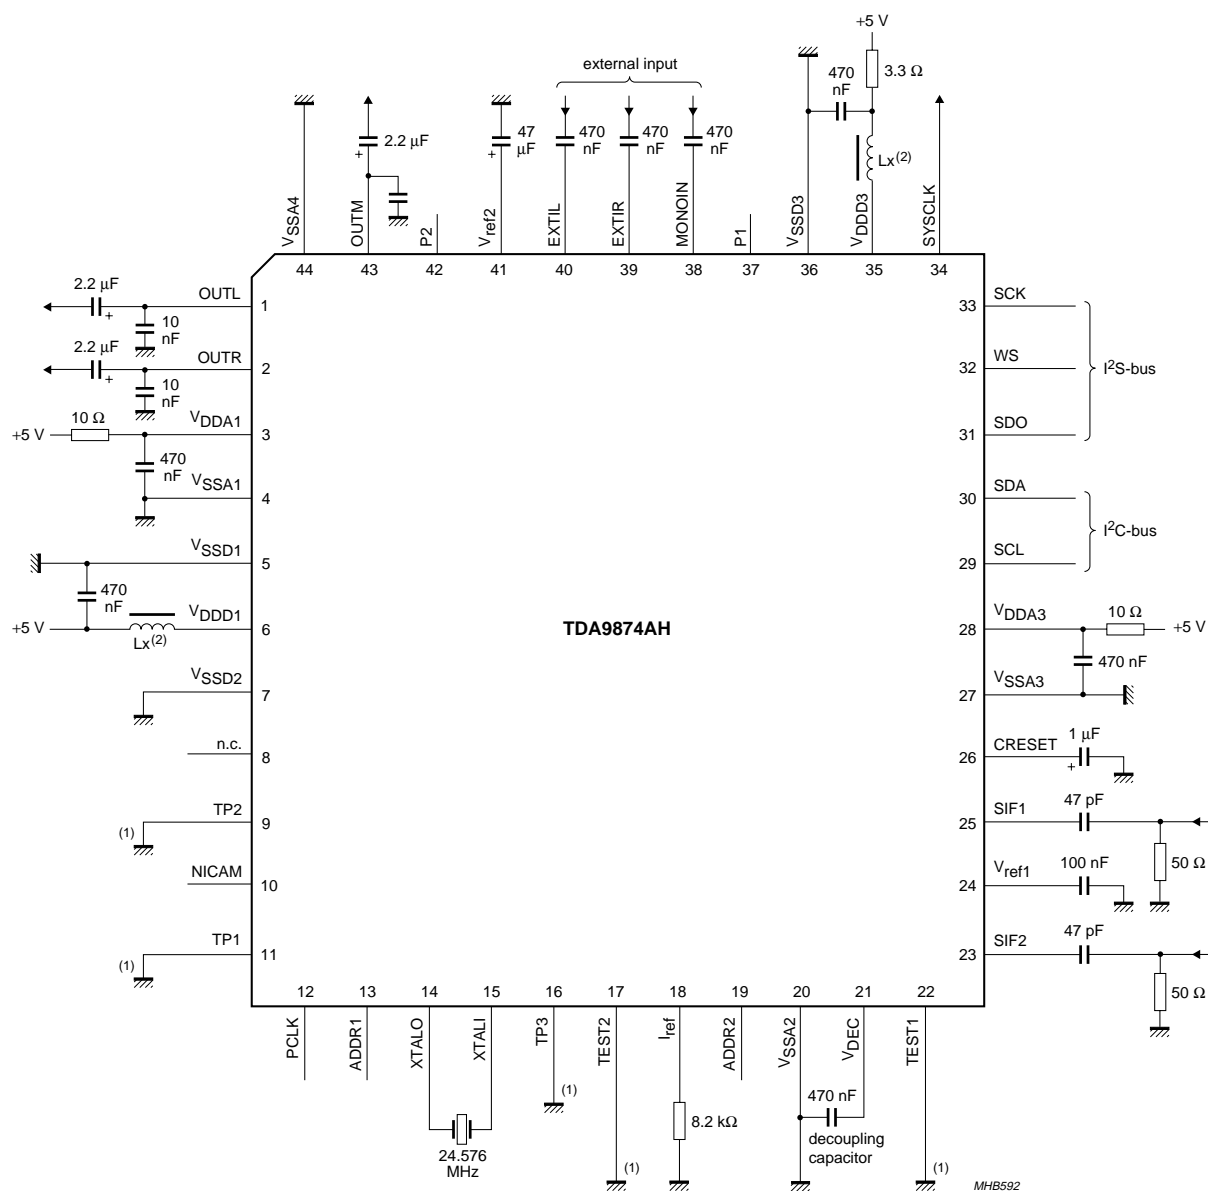 +5 V
3.3 Ω
470 nF
external input
2.2 µF
+
47 µF
+
470 nF
470 nF
470 nF
Lx(2)
VSSA4
OUTM
P2
Vref2
EXTIL
EXTIR
MONOIN
P1
VSSD3
VDDD3
SYSCLK
44
43
42
41
40
39
38
37
36
35
34
2.2 µF
+
OUTL
1
10 nF
2.2 µF
+
OUTR
2
10 nF
+5 V
10 Ω
VDDA1
3
470 nF
VSSA1
4
VSSD1
5
470 nF
+5 V
Lx(2)
VDDD1
6
VSSD2
7
n.c.
8
TP2
9
(1)
NICAM
10
TP1
11
(1)
TDA9874AH
33
SCK
32
WS
31
SDO
I2S-bus
30
SDA
29
SCL
I2C-bus
28
VDDA3
10 Ω
+5 V
470 nF
27
VSSA3
26
CRESET
1 µF
+
25
SIF1
47 pF
50 Ω
24
Vref1
100 nF
23
SIF2
47 pF
50 Ω
12
13
14
15
16
17
18
19
20
21
22
PCLK
ADDR1
XTALO
XTALI
TP3
TEST2
Iref
ADDR2
VSSA2
VDEC
TEST1
24.576
MHz
(1)
(1)
8.2 kΩ
470 nF
decoupling
capacitor
(1)
MHB592